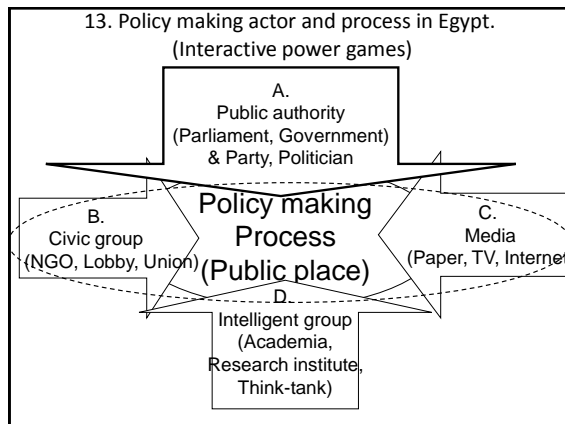 13. Policy making actor and process in Egypt.
(Interactive power games)
A.
Public authority
(Parliament, Government)
& Party, Politician
Policy making
Process
(Public place)
B.
Civic group
(NGO, Lobby, Union)
C.
Media
(Paper, TV, Internet
D.
Intelligent group
(Academia,
Research institute,
Think-tank)